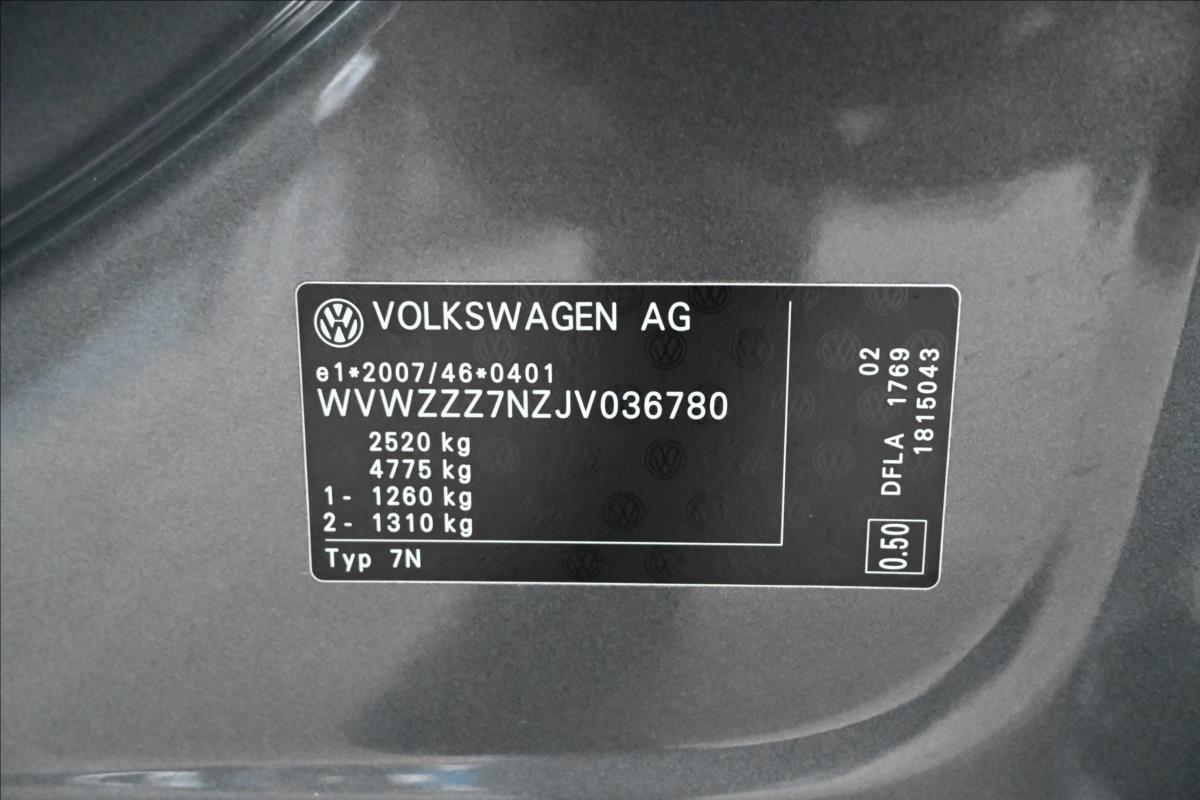 VOLKSWAGEN AG
e1*2007/46*0401
WVWZZZ7NZJV036780
2520 kg
4775 kg
1 - 1260 kg
2 - 1310 kg
Typ 7N
02
DFLA 1769
1815043
0.50